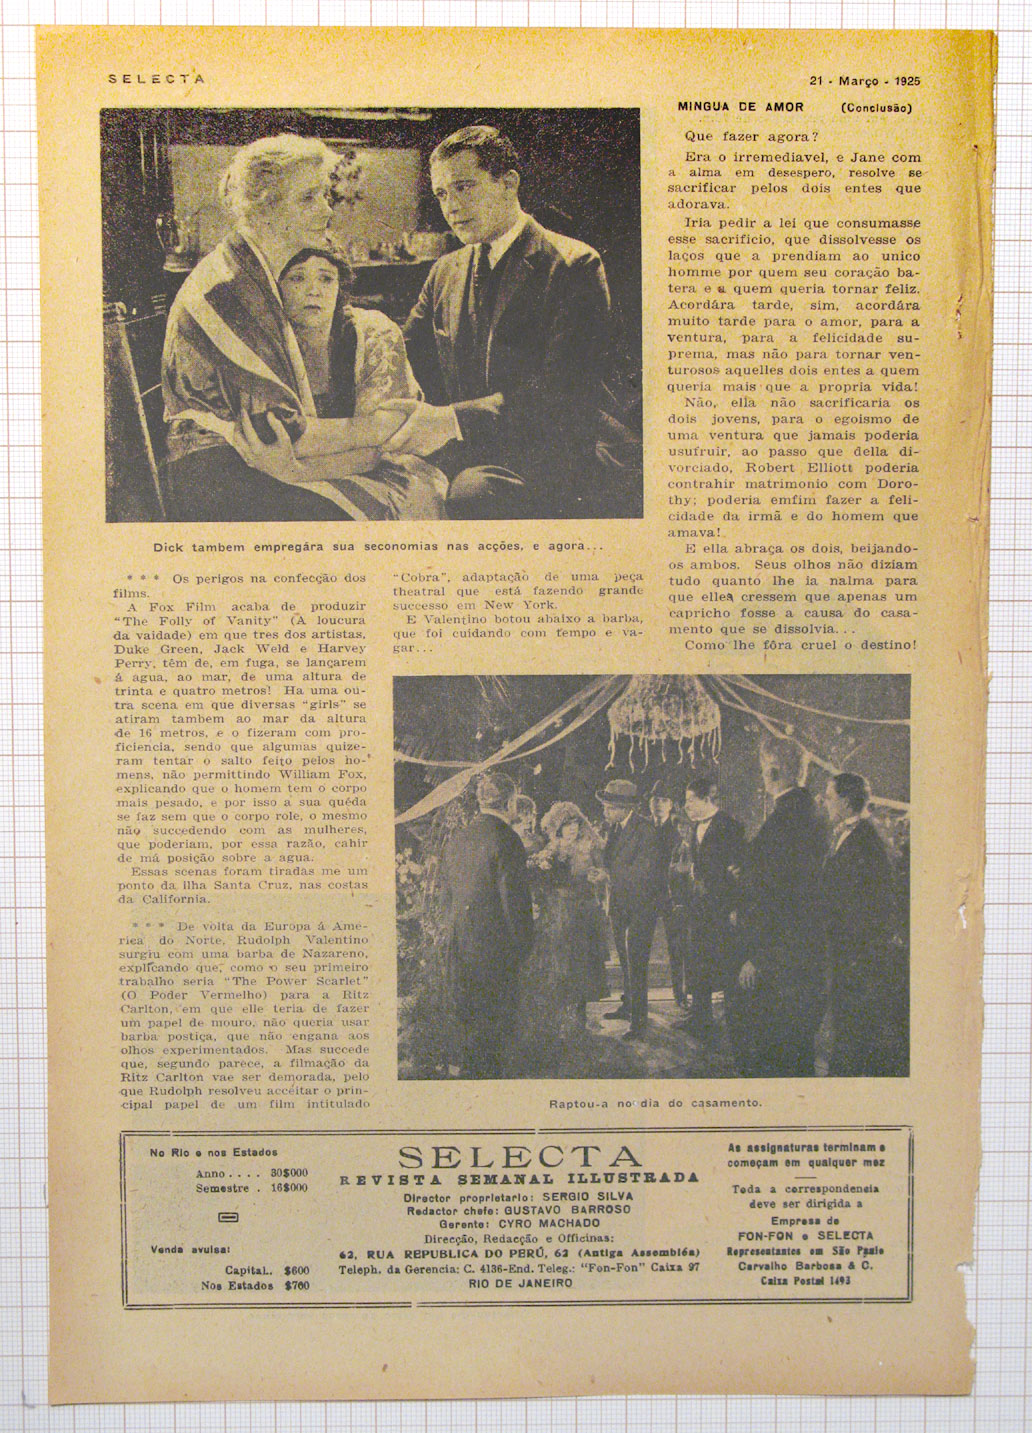 SELECTA
21 - Março - 1925
MINGUA DE AMOR (Conclusão)
Que fazer agora?
Era o irremediavel, e Jane com
a alma em desespero, resolve se
sacrificar pelos dois entes que
adorava.
Iria pedir a lei que consumasse
esse sacrificio, que dissolvesse os
laços que a prendiam ao unico
homme por quem seu coração ba-
tera e a quem queria tornar feliz.
Acordára tarde, sim, acordára
muito tarde para o amor, para a
ventura, para a felicidade su-
prema, mas não para tornar ven-
turosos aquelles dois entes a quem
queria mais que a propria vida!
Não, ella não sacrificaria os
dois jovens, para o egoismo de
uma ventura que jamais poderia
usufruir, ao passo que della di-
vorciado, Robert Elliott poderia
contrahir matrimonio com Doro-
thy; poderia emfim fazer a feli-
cidade da irmã e do homem que
amava!
E ella abraça os dois, beijando-
os ambos. Seus olhos não diziam
tudo quanto lhe ia nalma para
que elles cressem que apenas um
capricho fosse a causa do casa-
mento que se dissolvia...
Como lhe fôra cruel o destino!
Dick tambem empregára sua seconomias nas acções, e agora...
* * * Os perigos na confecção dos
films.
A Fox Film acaba de produzir
"The Folly of Vanity" (A loucura
da vaidade) em que tres dos artistas,
Duke Green, Jack Weld e Harvey
Perry, têm de, em fuga, se lançarem
á agua, ao mar, de uma altura de
trinta e quatro metros! Ha uma ou-
tra scena em que diversas "girls" se
atiram tambem ao mar da altura
de 16 metros, e o fizeram com pro-
ficiencia, sendo que algumas quize-
ram tentar o salto feito pelos ho-
mens, não permittindo William Fox,
explicando que o homem tem o corpo
mais pesado, e por isso a sua quéda
se faz sem que o corpo role, o mesmo
não succedendo com as mulheres,
que poderiam, por essa razão, cahir
de má posição sobre a agua.
Essas scenas foram tiradas me um
ponto da ilha Santa Cruz, nas costas
da California.
* * * De volta da Europa á Ame-
rica do Norte, Rudolph Valentino
surgiu com uma barba de Nazareno,
explicando que, como o seu primeiro
trabalho seria "The Power Scarlet"
(O Poder Vermelho) para a Ritz
Carlton, em que elle teria de fazer
um papel de mouro, não queria usar
barba postiça, que não engana aos
olhos experimentados. Mas succede
que, segundo parece, a filmação da
Ritz Carlton vae ser demorada, pelo
que Rudolph resolveu acceitar o prin-
cipal papel de um film intitulado
"Cobra", adaptação de uma peça
theatral que está fazendo grande
successo em New York.
E Valentino botou abaixo a barba,
que foi cuidando com tempo e va-
gar...
Raptou-a no dia do casamento.
No Rio e nos Estados
Anno.... 30$000
Semestre . 16$000
Venda avulsa:
Capital.. $600
Nos Estados $700
SELECTA
REVISTA SEMANAL ILLUSTRADA
Director proprietario: SERGIO SILVA
Redactor chefe: GUSTAVO BARROSO
Gerente: CYRO MACHADO
Direcção, Redacção e Officinas:
62, RUA REPUBLICA DO PERÚ, 62 (Antiga Assembléa)
Teleph. da Gerencia: C. 4136-End. Teleg.: "Fon-Fon" Caixa 97
RIO DE JANEIRO
As assignaturas terminam e
começam em qualquer mez
Toda a correspondencia
deve ser dirigida a
Empresa de
FON-FON e SELECTA
Representantes em São Paulo
Carvalho Barbosa & C.
Caixa Postal 1493